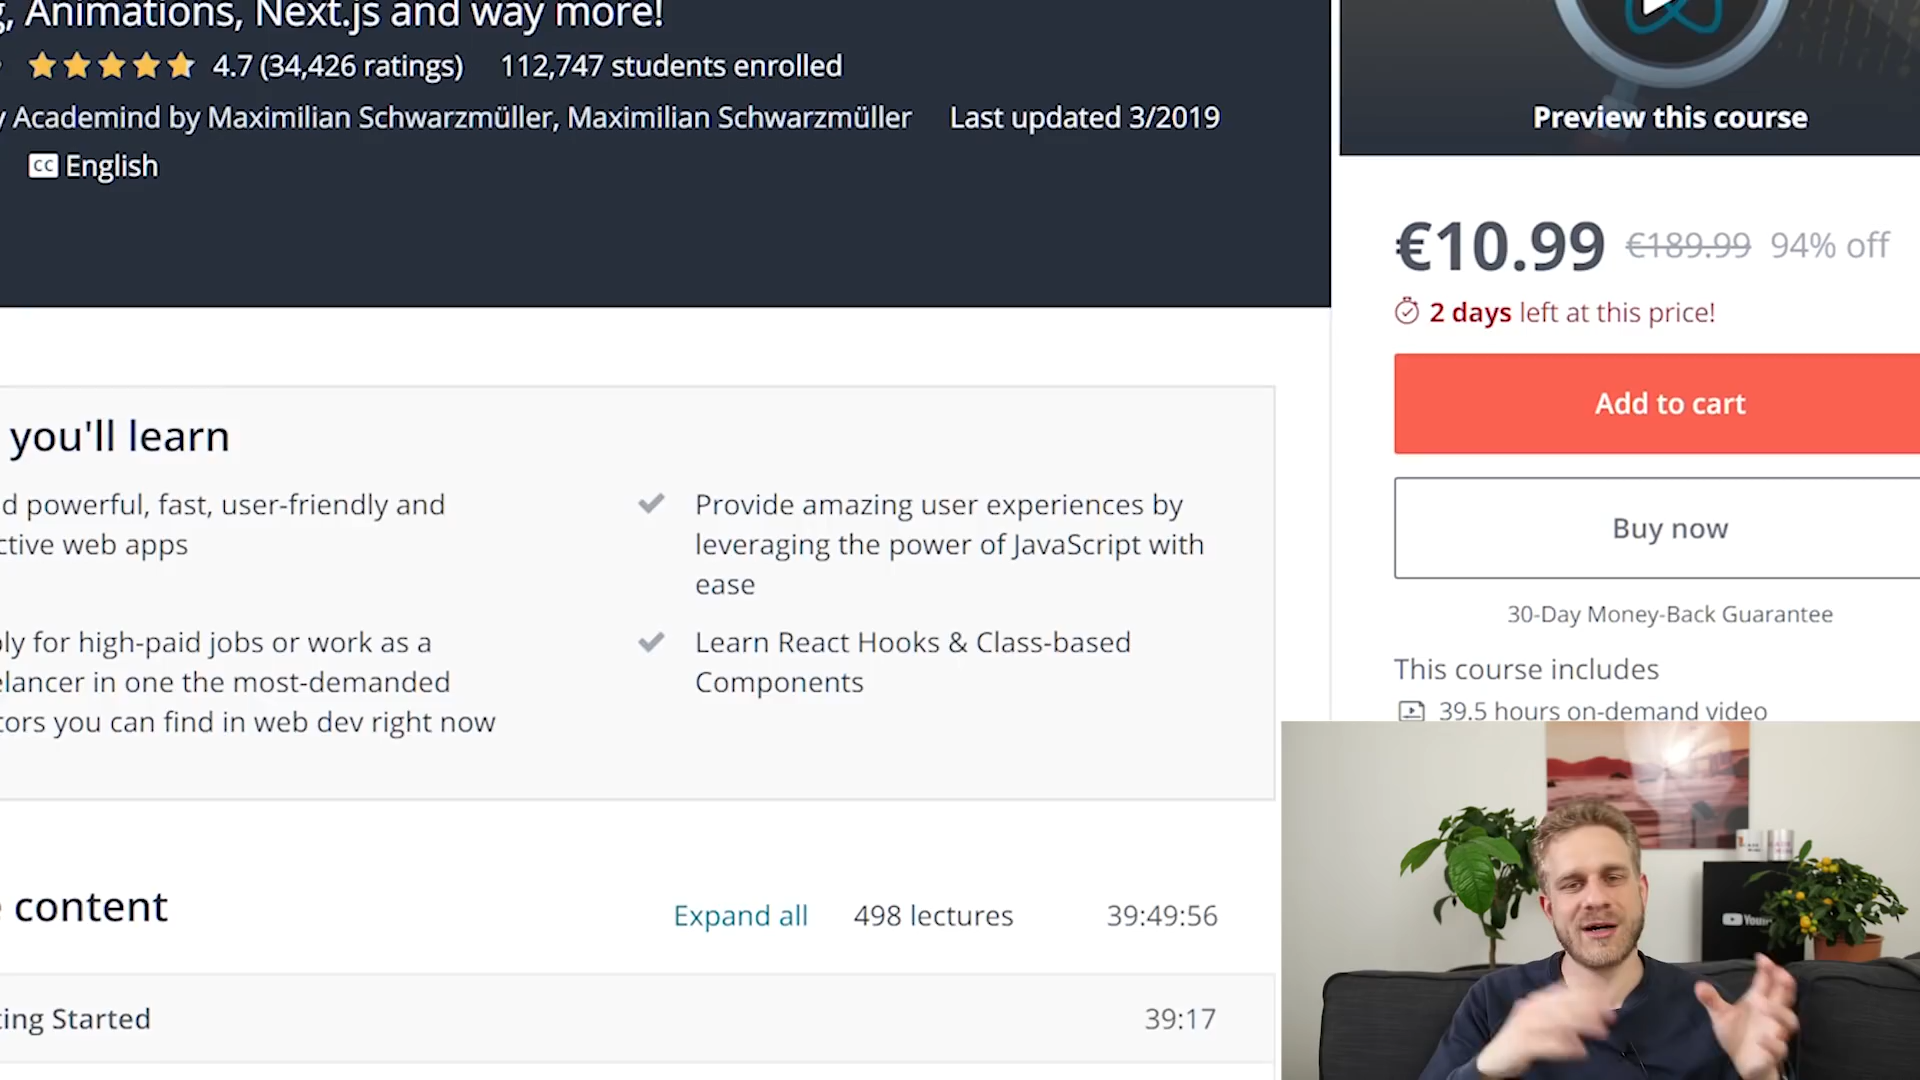 , Animations, Next.js and way more!
4.7 (34,426 ratings) 112,747 students enrolled
Academind by Maximilian Schwarzmüller, Maximilian Schwarzmüller Last updated 3/2019
CC English
Preview this course
€10.99 €189.99 94% off
2 days left at this price!
Add to cart
Buy now
30-Day Money-Back Guarantee
This course includes
39.5 hours on-demand video
you'll learn
d powerful, fast, user-friendly and
ctive web apps
Provide amazing user experiences by
leveraging the power of JavaScript with
ease
ly for high-paid jobs or work as a
elancer in one the most-demanded
tors you can find in web dev right now
Learn React Hooks & Class-based
Components
content
Expand all 498 lectures 39:49:56
ting Started 39:17